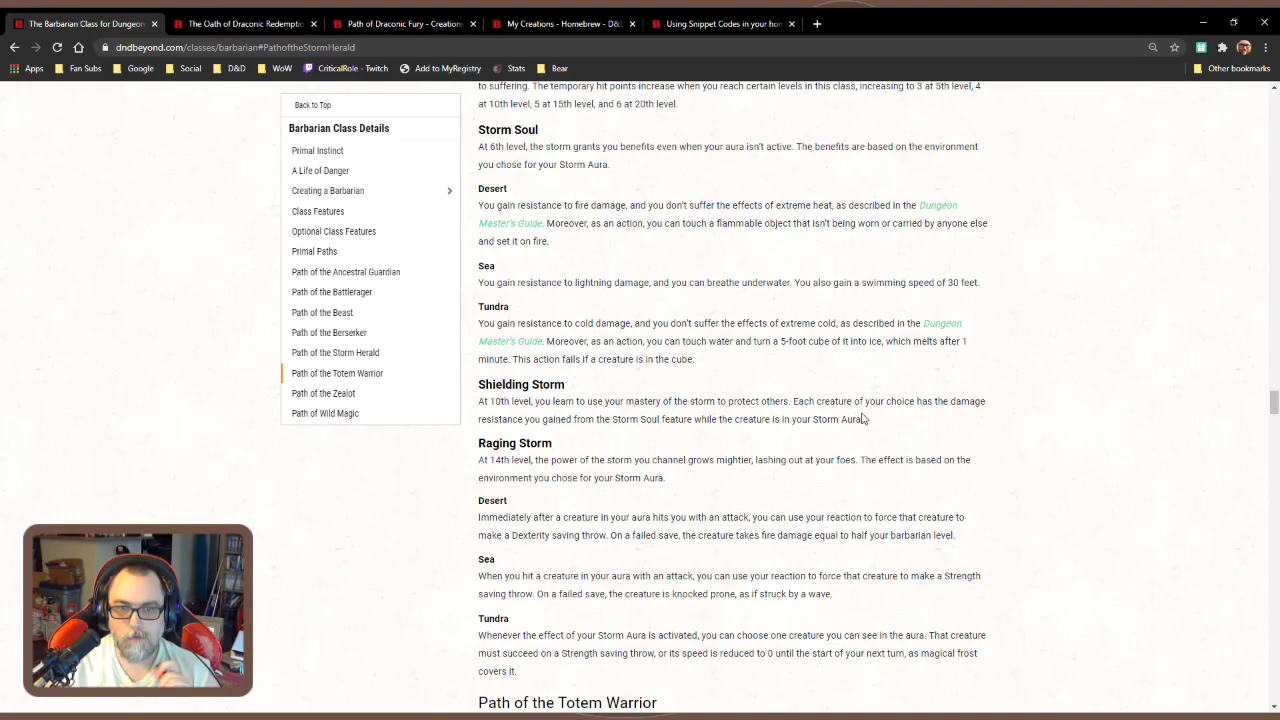 The Barbarian Class for Dungeon
The Oath of Draconic Redemptio
Path of Draconic Fury - Creations
My Creations - Homebrew - D&
Using Snippet Codes in your hom
dndbeyond.com/classes/barbarian#PathoftheStormHerald
Apps
Fan Subs
Google
Social
D&D
WoW
CriticalRole - Twitch
Add to MyRegistry
Stats
Bear
Other bookmarks
Back to Top
Barbarian Class Details
Primal Instinct
A Life of Danger
Creating a Barbarian
Class Features
Optional Class Features
Primal Paths
Path of the Ancestral Guardian
Path of the Battlerager
Path of the Beast
Path of the Berserker
Path of the Storm Herald
Path of the Totem Warrior
Path of the Zealot
Path of Wild Magic
to suffering. The temporary hit points increase when you reach certain levels in this class, increasing to 3 at 5th level, 4
at 10th level, 5 at 15th level, and 6 at 20th level.
Storm Soul
At 6th level, the storm grants you benefits even when your aura isn't active. The benefits are based on the environment
you chose for your Storm Aura.
Desert
You gain resistance to fire damage, and you don't suffer the effects of extreme heat, as described in the Dungeon
Master's Guide. Moreover, as an action, you can touch a flammable object that isn't being worn or carried by anyone else
and set it on fire.
Sea
You gain resistance to lightning damage, and you can breathe underwater. You also gain a swimming speed of 30 feet.
Tundra
You gain resistance to cold damage, and you don't suffer the effects of extreme cold, as described in the Dungeon
Master's Guide. Moreover, as an action, you can touch water and turn a 5-foot cube of it into ice, which melts after 1
minute. This action fails if a creature is in the cube.
Shielding Storm
At 10th level, you learn to use your mastery of the storm to protect others. Each creature of your choice has the damage
resistance you gained from the Storm Soul feature while the creature is in your Storm Aura.
Raging Storm
At 14th level, the power of the storm you channel grows mightier, lashing out at your foes. The effect is based on the
environment you chose for your Storm Aura.
Desert
Immediately after a creature in your aura hits you with an attack, you can use your reaction to force that creature to
make a Dexterity saving throw. On a failed save, the creature takes fire damage equal to half your barbarian level.
Sea
When you hit a creature in your aura with an attack, you can use your reaction to force that creature to make a Strength
saving throw. On a failed save, the creature is knocked prone, as if struck by a wave.
Tundra
Whenever the effect of your Storm Aura is activated, you can choose one creature you can see in the aura. That creature
must succeed on a Strength saving throw, or its speed is reduced to 0 until the start of your next turn, as magical frost
covers it.
Path of the Totem Warrior